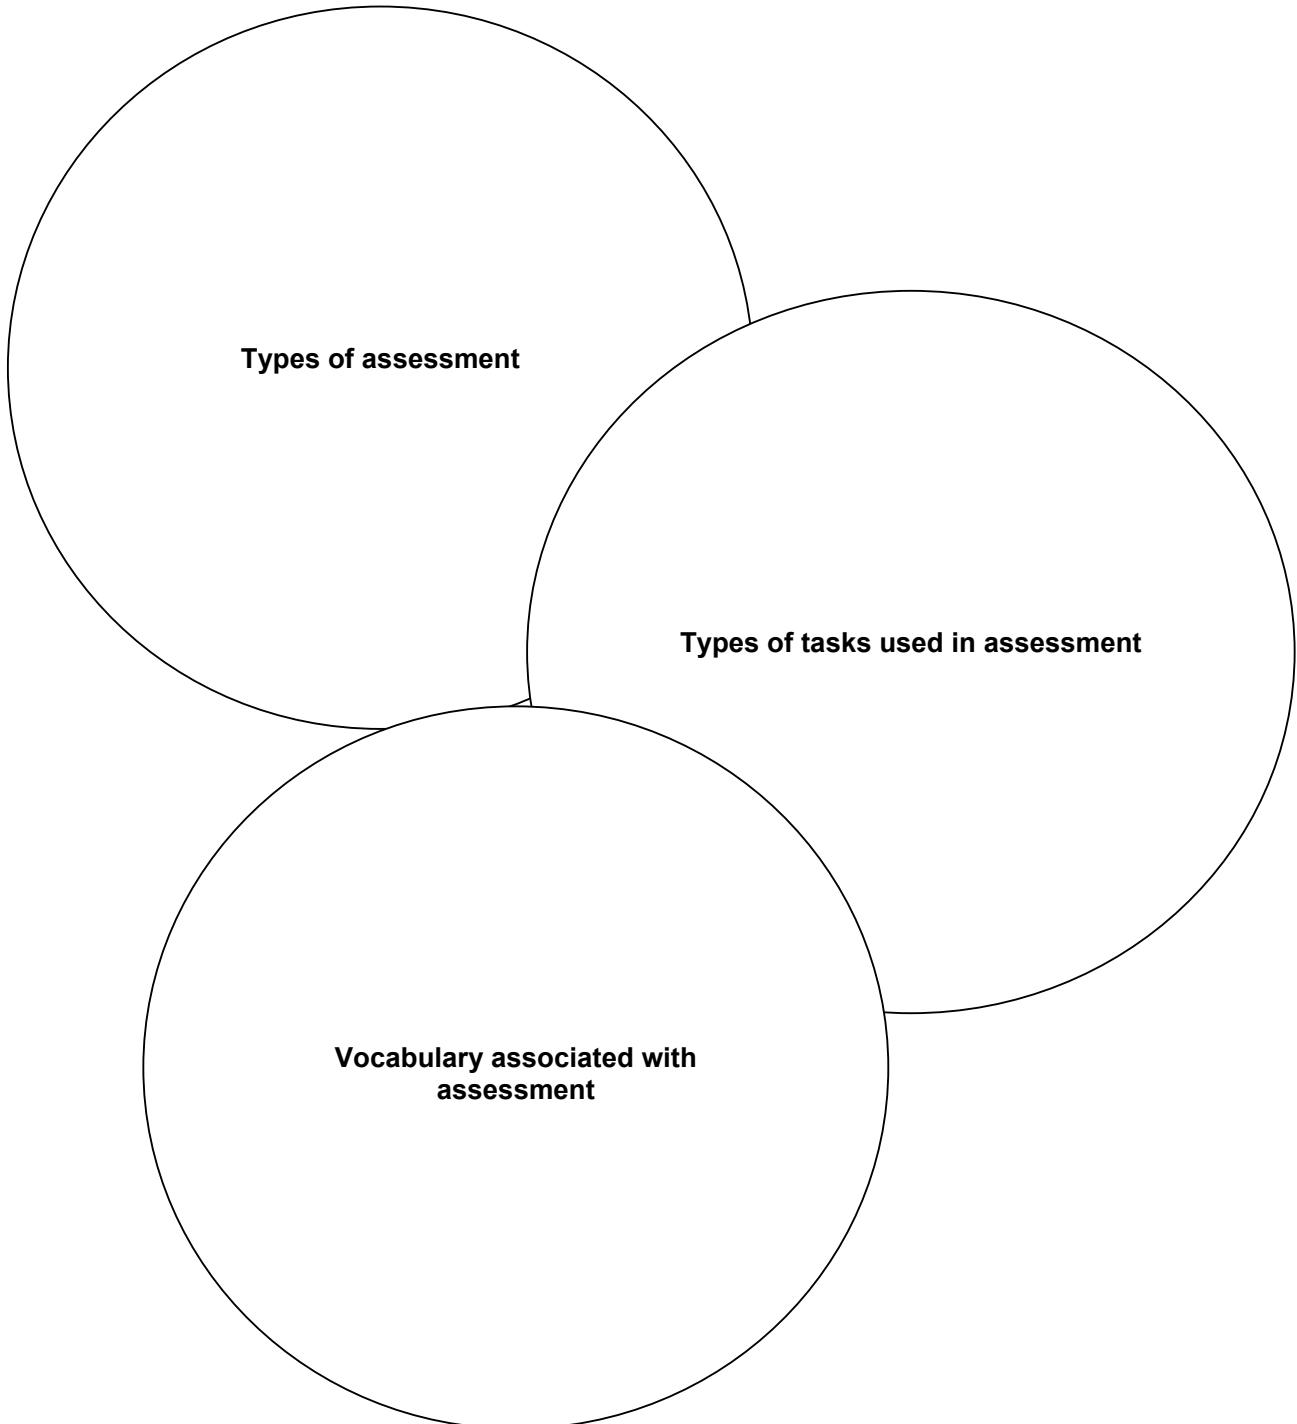 Types of assessment
Types of tasks used in assessment
Vocabulary associated with
assessment